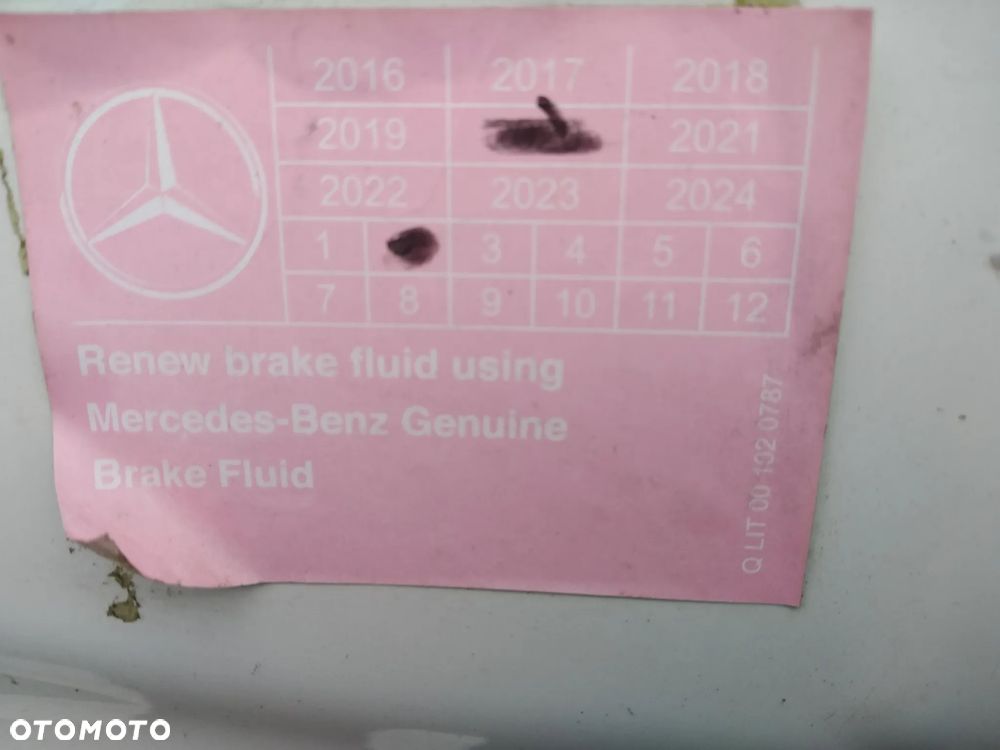 2016 2017 2018
2019 2021
2022 2023 2024
1 3 4 5 6
7 8 9 10 11 12
Renew brake fluid using
Mercedes-Benz Genuine
Brake Fluid
Q LIT 00 102 0787
OTOMOTO